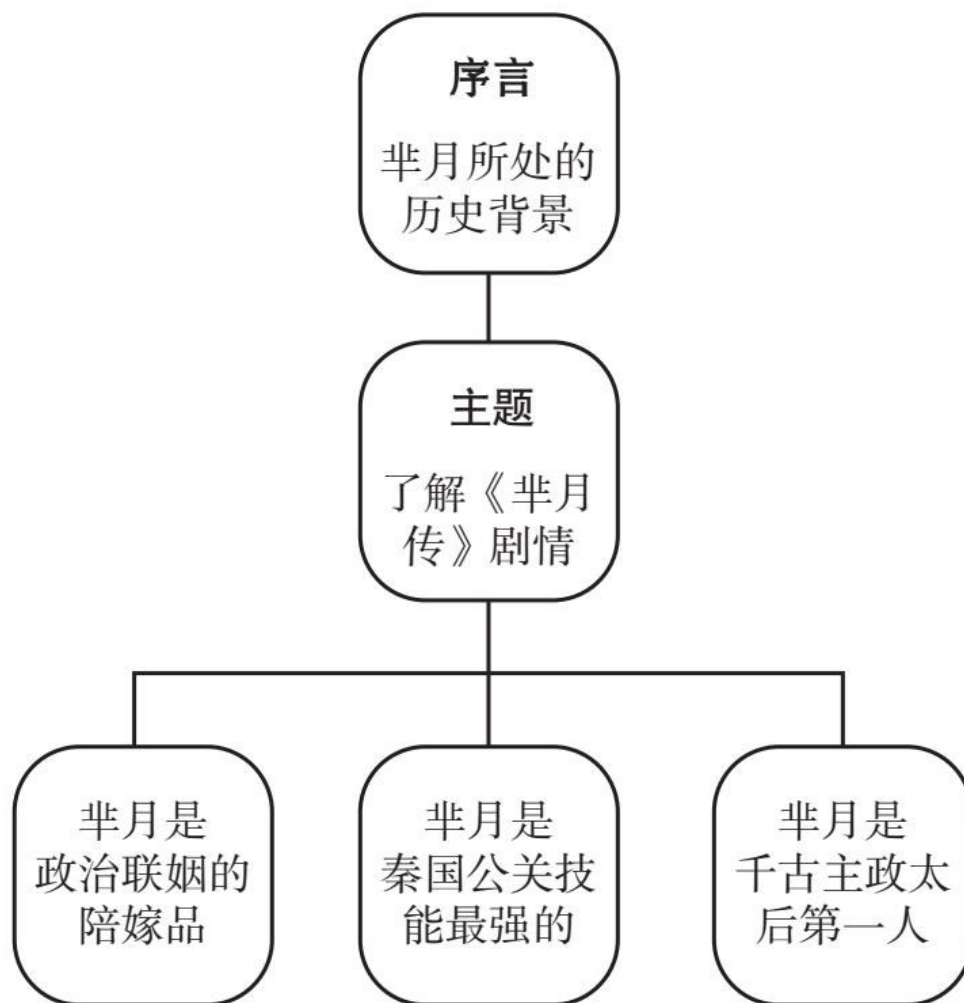 序言
芈月所处的
历史背景
主题
了解《芈月
传》剧情
芈月是
政治联姻的
陪嫁品
芈月是
秦国公关技
能最强的
芈月是
千古主政太
后第一人